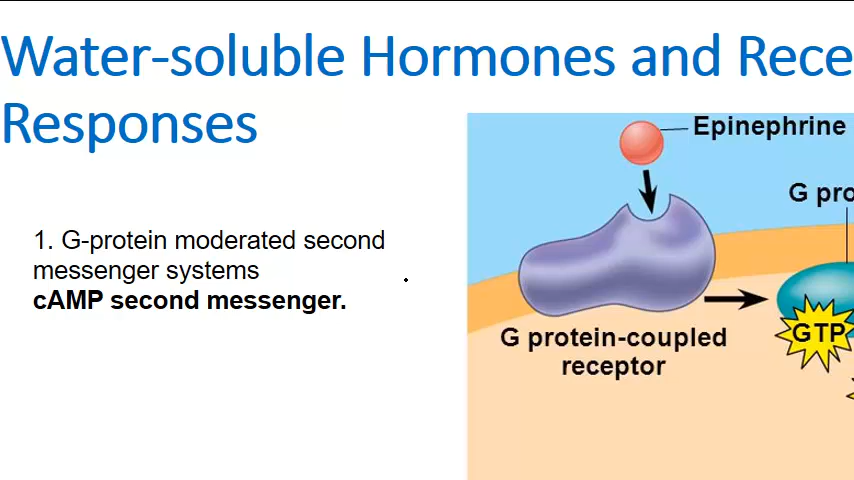 Water-soluble Hormones and Rece
Responses
Epinephrine
G pro
1. G-protein moderated second
messenger systems
cAMP second messenger.
GTP
G protein-coupled
receptor